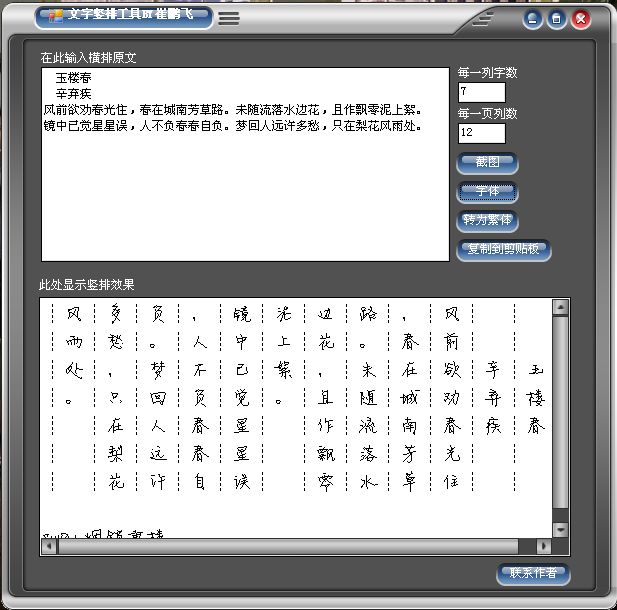 文字竖排工具BY崔鹏飞
在此输入横排原文
玉楼春
辛弃疾
风前欲劝春光住，春在城南芳草路。未随流落水边花，且作飘零泥上絮。
镜中已觉星星误，人不负春春自负。梦回人远许多愁，只在梨花风雨处。
每一列字数
7
每一页列数
12
截图
字体
转为繁体
复制到剪贴板
此处显示竖排效果
玉楼春
辛弃疾
风前欲劝春光住
，春在城南芳草
路。未随流落水
边花，且作飘零
泥上絮。
镜中已觉星星误
，人不负春春自
负。梦回人远许
多愁，只在梨花
风雨处。
联系作者